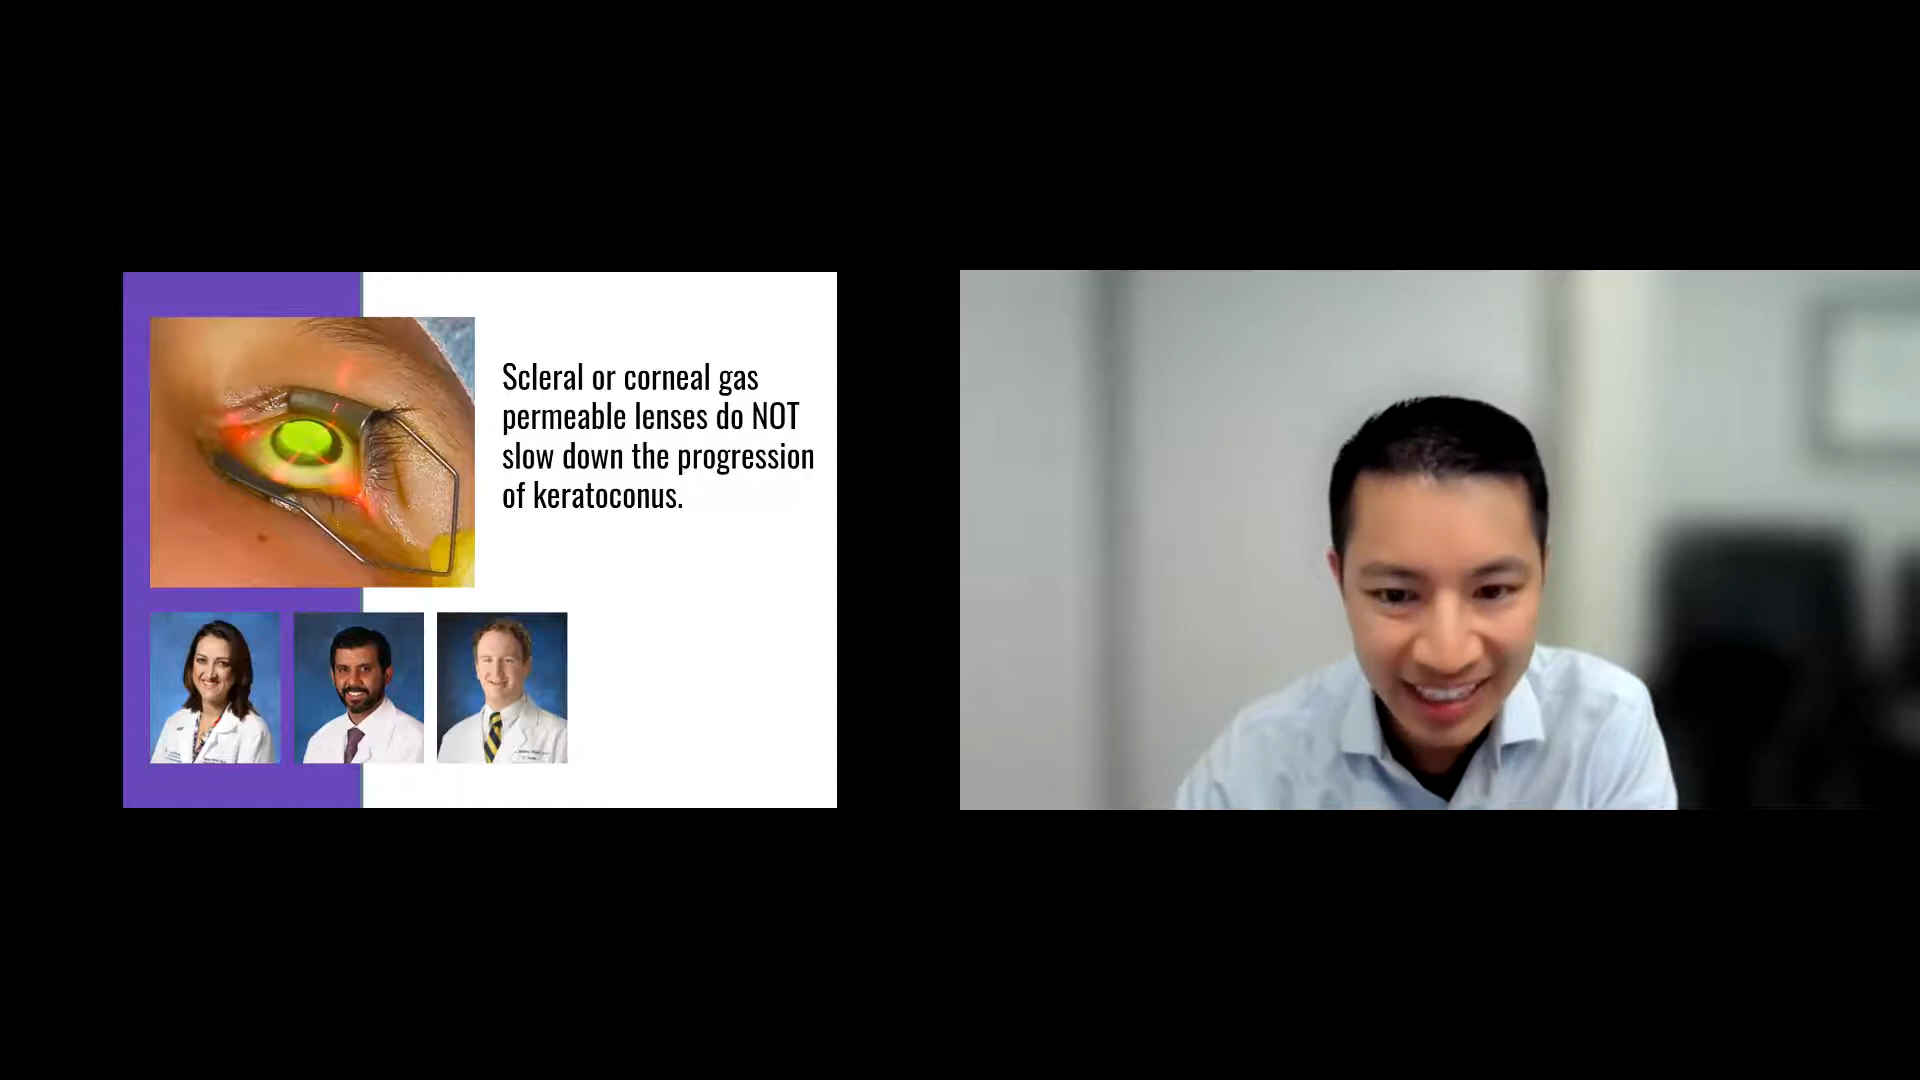 Scleral or corneal gas
permeable lenses do NOT
slow down the progression
of keratoconus.